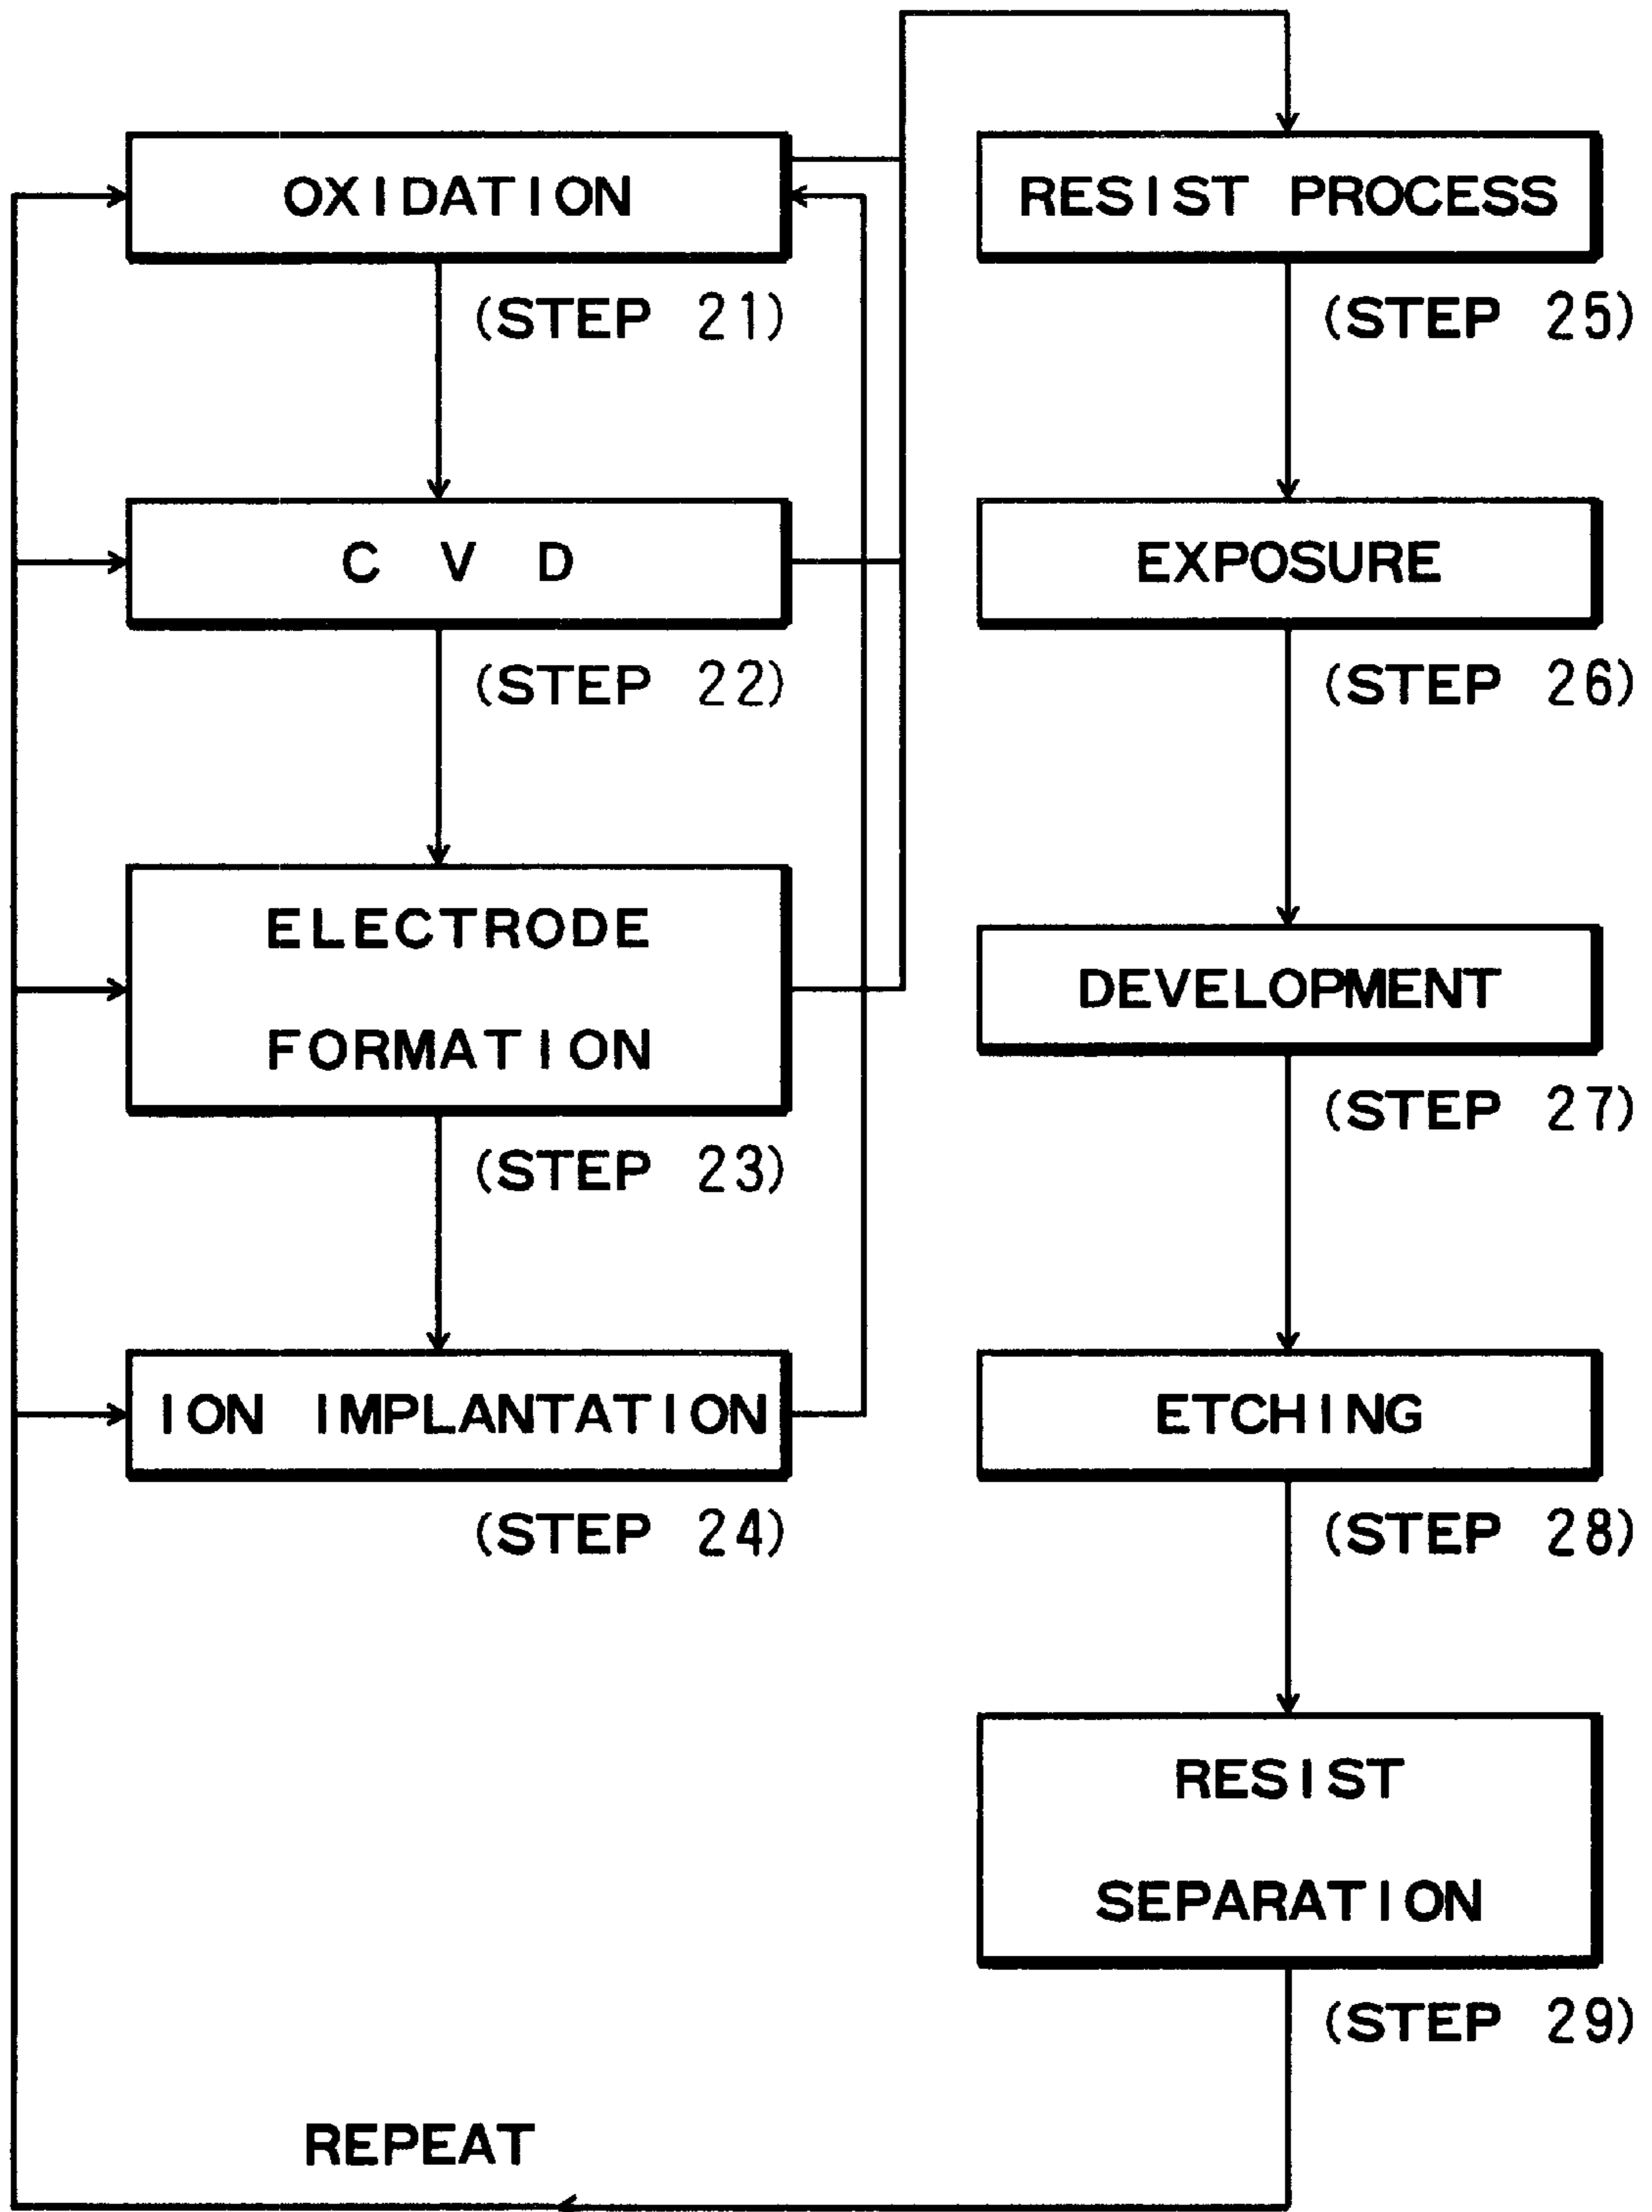 OXIDATION
(STEP 21)
C V D
(STEP 22)
ELECTRODE
FORMATION
(STEP 23)
ION IMPLANTATION
(STEP 24)
RESIST PROCESS
(STEP 25)
EXPOSURE
(STEP 26)
DEVELOPMENT
(STEP 27)
ETCHING
(STEP 28)
RESIST
SEPARATION
(STEP 29)
REPEAT